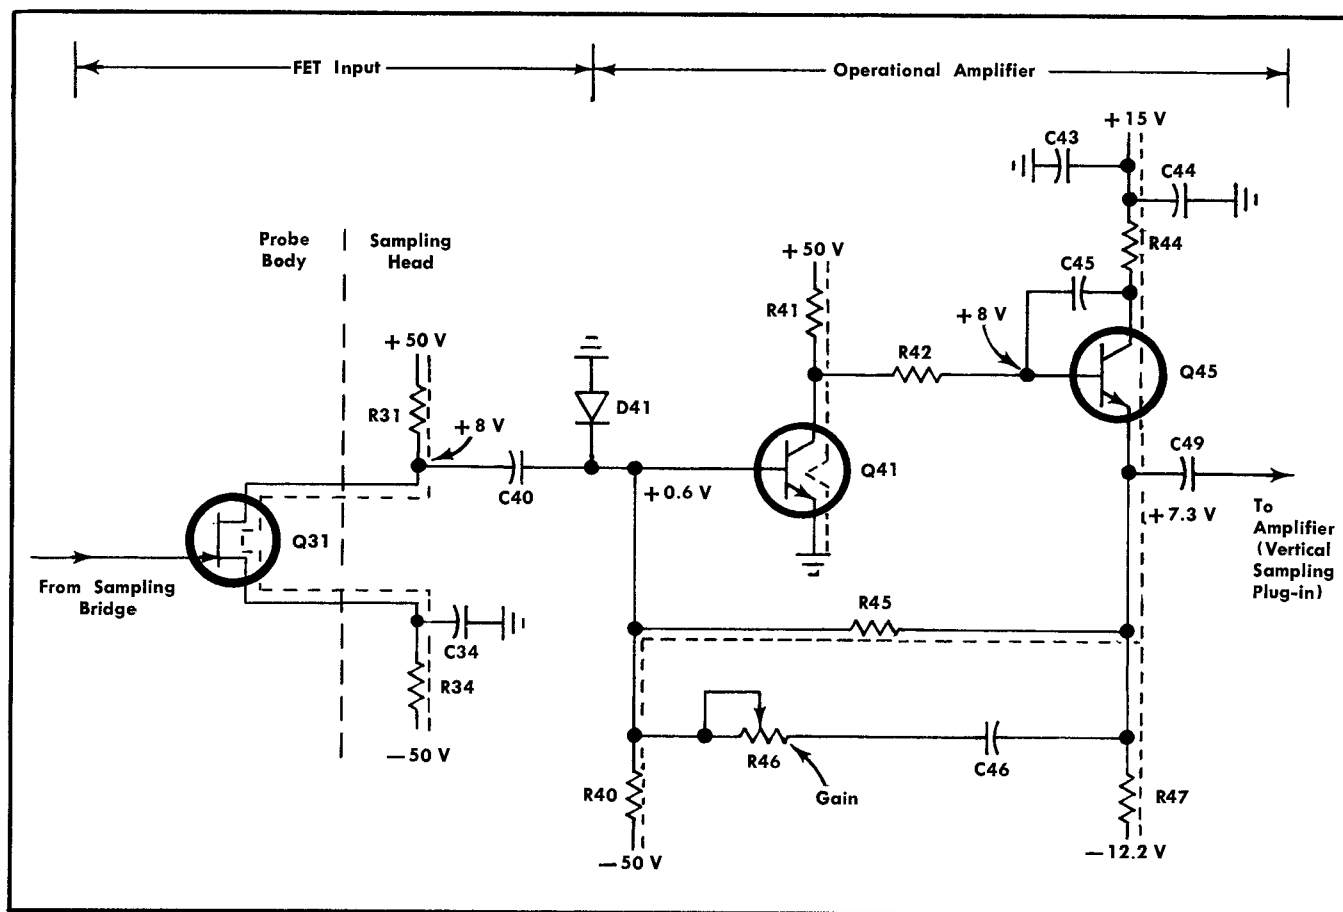 FET Input
Operational Amplifier
+15 V
C43
C44
R44
Probe
Body
Sampling
Head
+50 V
C45
R41
+8 V
R42
Q45
+50 V
R31
+8 V
D41
C40
+0.6 V
Q41
C49
+7.3 V
To
Amplifier
(Vertical
Sampling
Plug-in)
Q31
From Sampling
Bridge
C34
R34
—50 V
R45
R46
C46
Gain
R40
—50 V
R47
—12.2 V